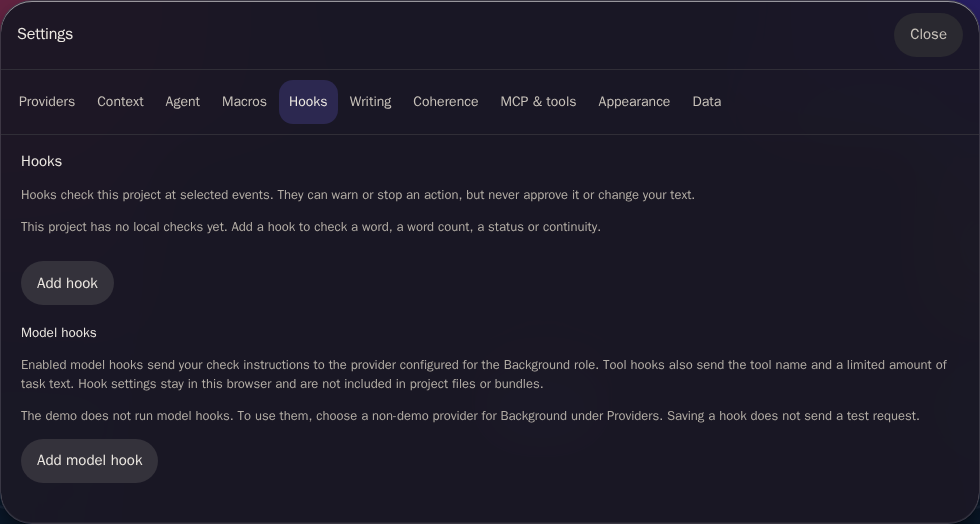 Settings
Close
Providers
Context
Agent
Macros
Hooks
Writing
Coherence
MCP & tools
Appearance
Data
Hooks
Hooks check this project at selected events. They can warn or stop an action, but never approve it or change your text.
This project has no local checks yet. Add a hook to check a word, a word count, a status or continuity.
Add hook
Model hooks
Enabled model hooks send your check instructions to the provider configured for the Background role. Tool hooks also send the tool name and a limited amount of
task text. Hook settings stay in this browser and are not included in project files or bundles.
The demo does not run model hooks. To use them, choose a non-demo provider for Background under Providers. Saving a hook does not send a test request.
Add model hook